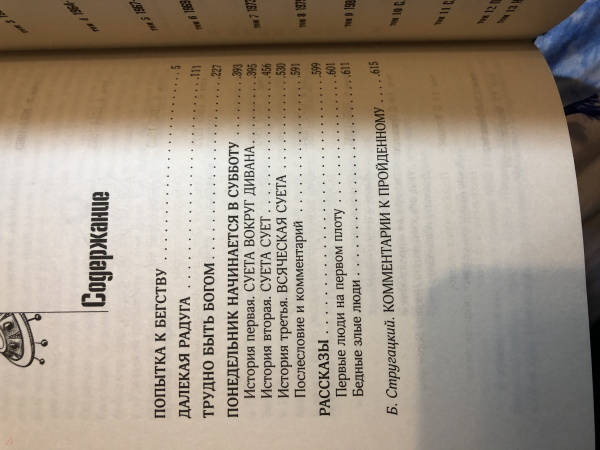 Содержание
ПОПЫТКА К БЕГСТВУ . . . . . . . . . . . . . . . . . . . . . . . 5
ДАЛЕКАЯ РАДУГА . . . . . . . . . . . . . . . . . . . . . . . . . 111
ТРУДНО БЫТЬ БОГОМ . . . . . . . . . . . . . . . . . . . . . . . 227
ПОНЕДЕЛЬНИК НАЧИНАЕТСЯ В СУББОТУ . . . . 393
История первая. СУЕТА ВОКРУГ ДИВАНА . . . . . . . 395
История вторая. СУЕТА СУЕТ . . . . . . . . . . . . . . . . 456
История третья. ВСЯЧЕСКАЯ СУЕТА . . . . . . . . . . . 530
Послесловие и комментарий . . . . . . . . . . . . . . . . . 591
РАССКАЗЫ . . . . . . . . . . . . . . . . . . . . . . . . . . . . . 599
Первые люди на первом плоту . . . . . . . . . . . . . . . 601
Бедные злые люди . . . . . . . . . . . . . . . . . . . . . . . 611
Б. Стругацкий. КОММЕНТАРИИ К ПРОЙДЕННОМУ . . . . 615